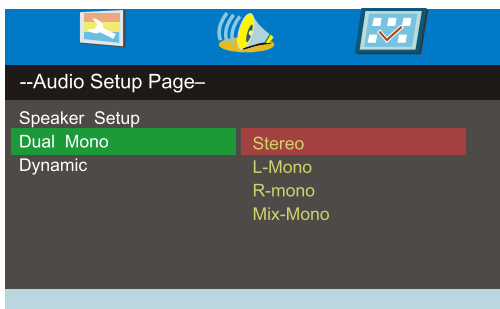 --Audio Setup Page–
Speaker Setup
Dual Mono
Stereo
Dynamic
L-Mono
R-mono
Mix-Mono